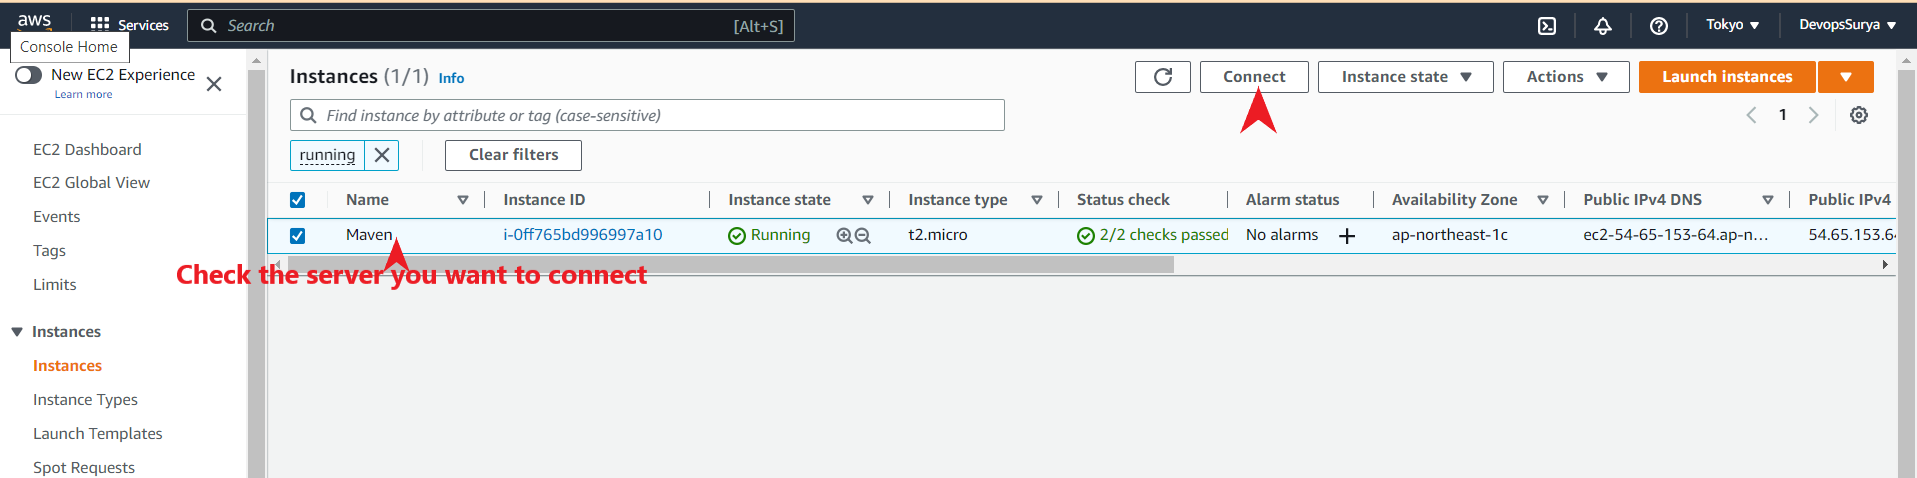 aws
Services
Search
[Alt+S]
Tokyo
DevopsSurya
Console Home
New EC2 Experience
Learn more
EC2 Dashboard
EC2 Global View
Events
Tags
Limits
Instances
Instances
Instance Types
Launch Templates
Spot Requests
Instances (1/1) Info
Connect
Instance state
Actions
Launch instances
Find instance by attribute or tag (case-sensitive)
1
running
Clear filters
Name Instance ID Instance state Instance type Status check Alarm status Availability Zone Public IPv4 DNS Public IPv4
Maven i-0ff765bd996997a10 Running t2.micro 2/2 checks passed No alarms ap-northeast-1c ec2-54-65-153-64.ap-n... 54.65.153.64
Check the server you want to connect